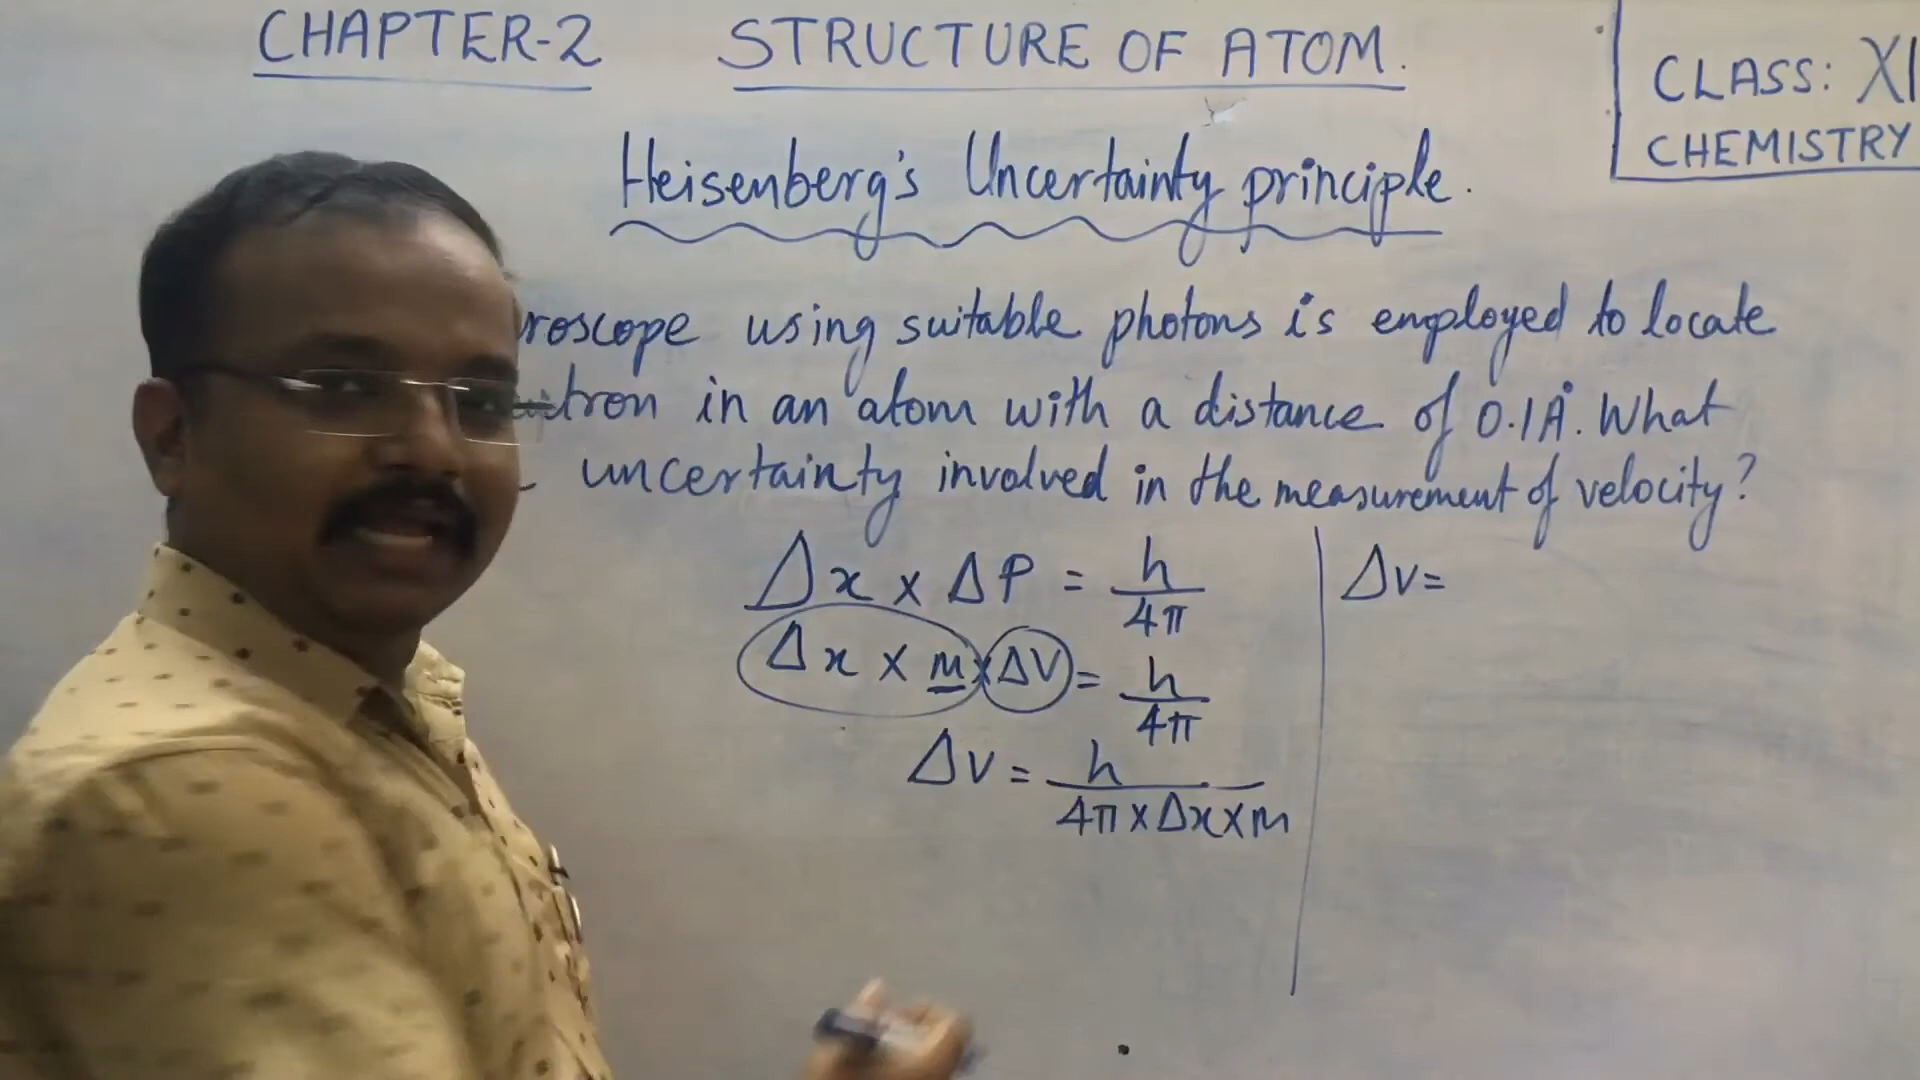 CHAPTER-2 STRUCTURE OF ATOM.
CLASS: XI
CHEMISTRY
Heisenberg's Uncertainty principle.
roscope using suitable photons is employed to locate
tron in an atom with a distance of 0.1Å. What
uncertainty involved in the measurement of velocity?
Δx × ΔP = h/4π
Δx × m × ΔV = h/4π
ΔV = h/4π×Δx×m
ΔV=